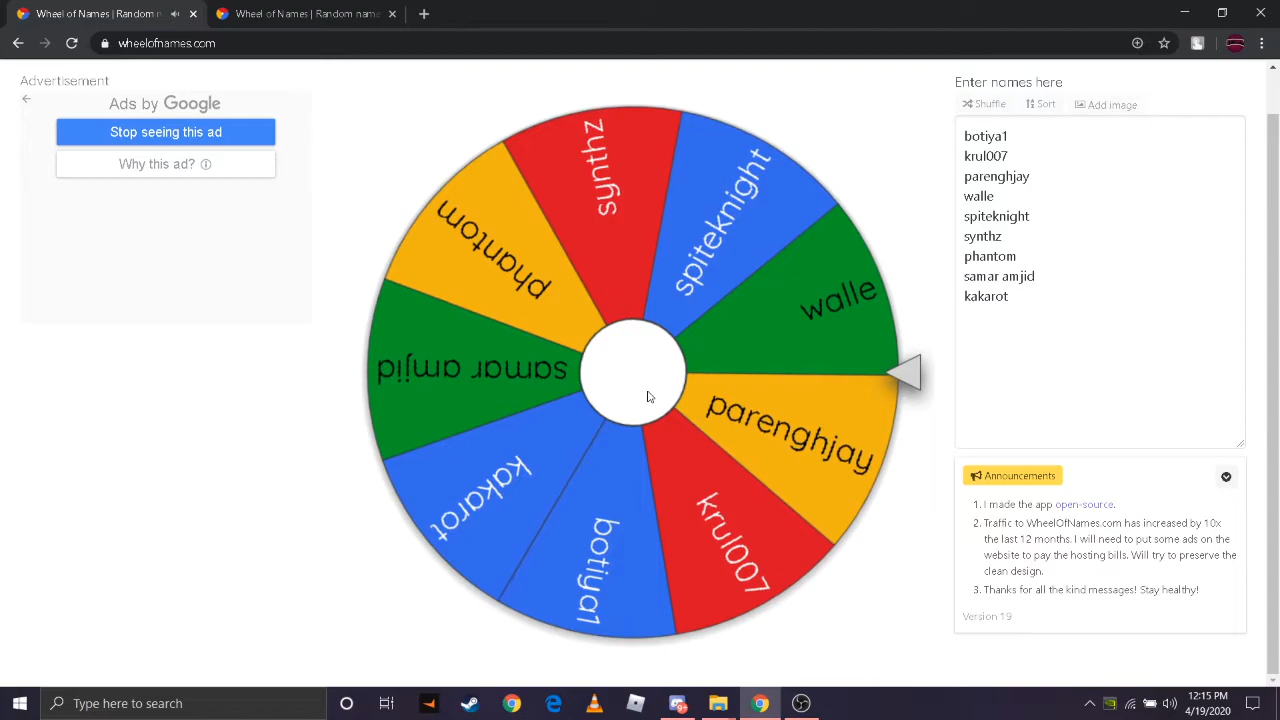 Wheel of Names | Random n
Wheel of Names | Random name
wheelofnames.com
Advertisement
Ads by Google
Stop seeing this ad
Why this ad?
synthz
spiteknight
walle
parenghjay
krul007
botiya1
kakarot
samar amjid
phantom
Enter names here
Shuffle
Sort
Add image
botiya1
krul007
parenghjay
walle
spiteknight
synthz
phantom
samar amjid
kakarot
Announcements
1. I made the app open-source.
2. Traffic to WheelOfNames.com has increased by 10x
the last 12 months. I will need to put some ads on the
website to pay the hosting bills. Will try to preserve the
clean design.
3. Thanks for all the kind messages! Stay healthy!
Version 19
Type here to search
12:15 PM
4/19/2020